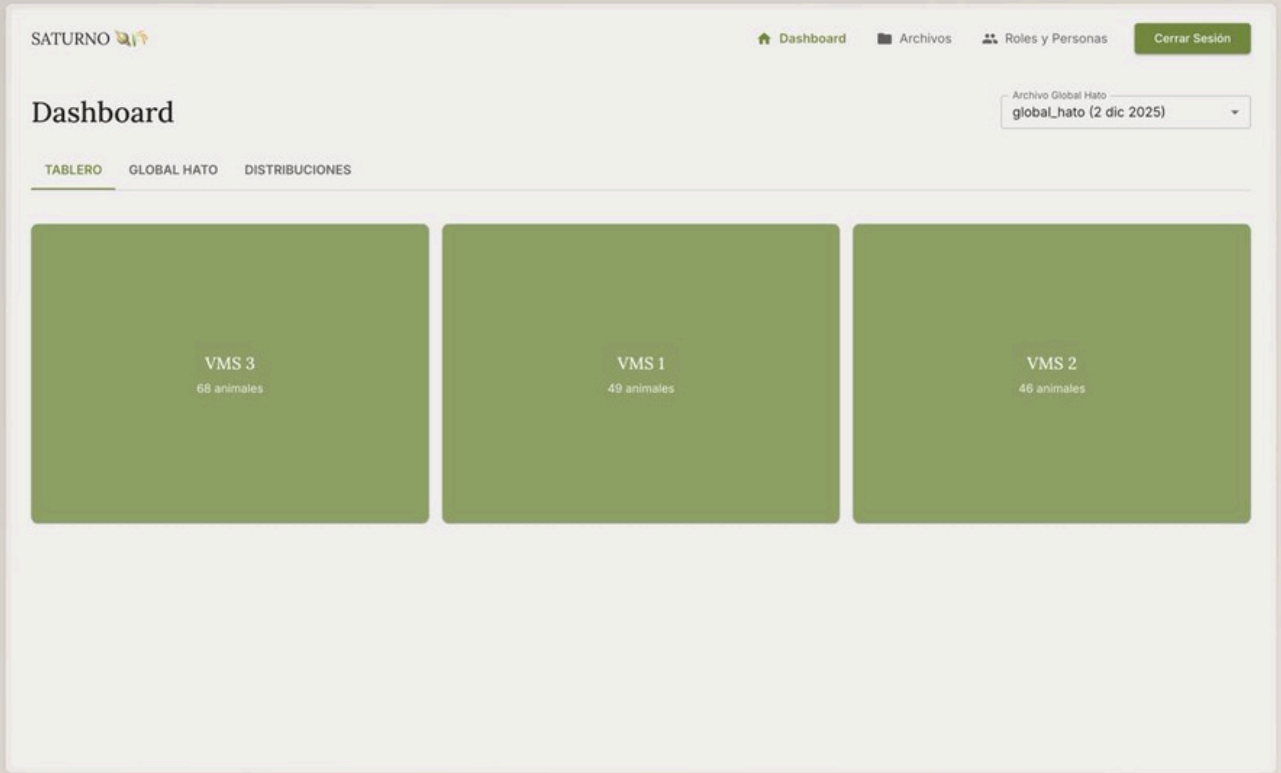 SATURNO
Dashboard
Archivos
Roles y Personas
Cerrar Sesión
Dashboard
Archivo Global Hato
global_hato (2 dic 2025)
TABLERO
GLOBAL HATO
DISTRIBUCIONES
VMS 3
68 animales
VMS 1
49 animales
VMS 2
46 animales